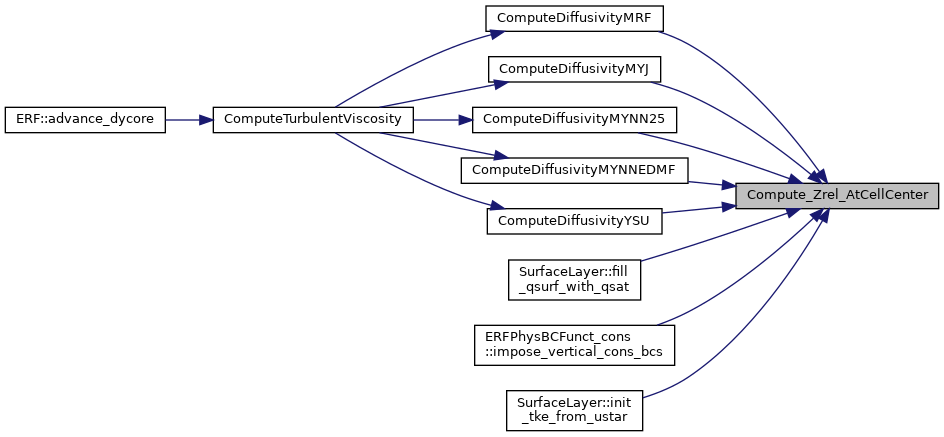 ComputeDiffusivityMRF
ComputeDiffusivityMYJ
ERF::advance_dycore
ComputeTurbulentViscosity
ComputeDiffusivityMYNN25
ComputeDiffusivityMYNNEDMF
Compute_Zrel_AtCellCenter
ComputeDiffusivityYSU
SurfaceLayer::fill
_qsurf_with_qsat
ERFPhysBCFunct_cons
::impose_vertical_cons_bcs
SurfaceLayer::init
_tke_from_ustar